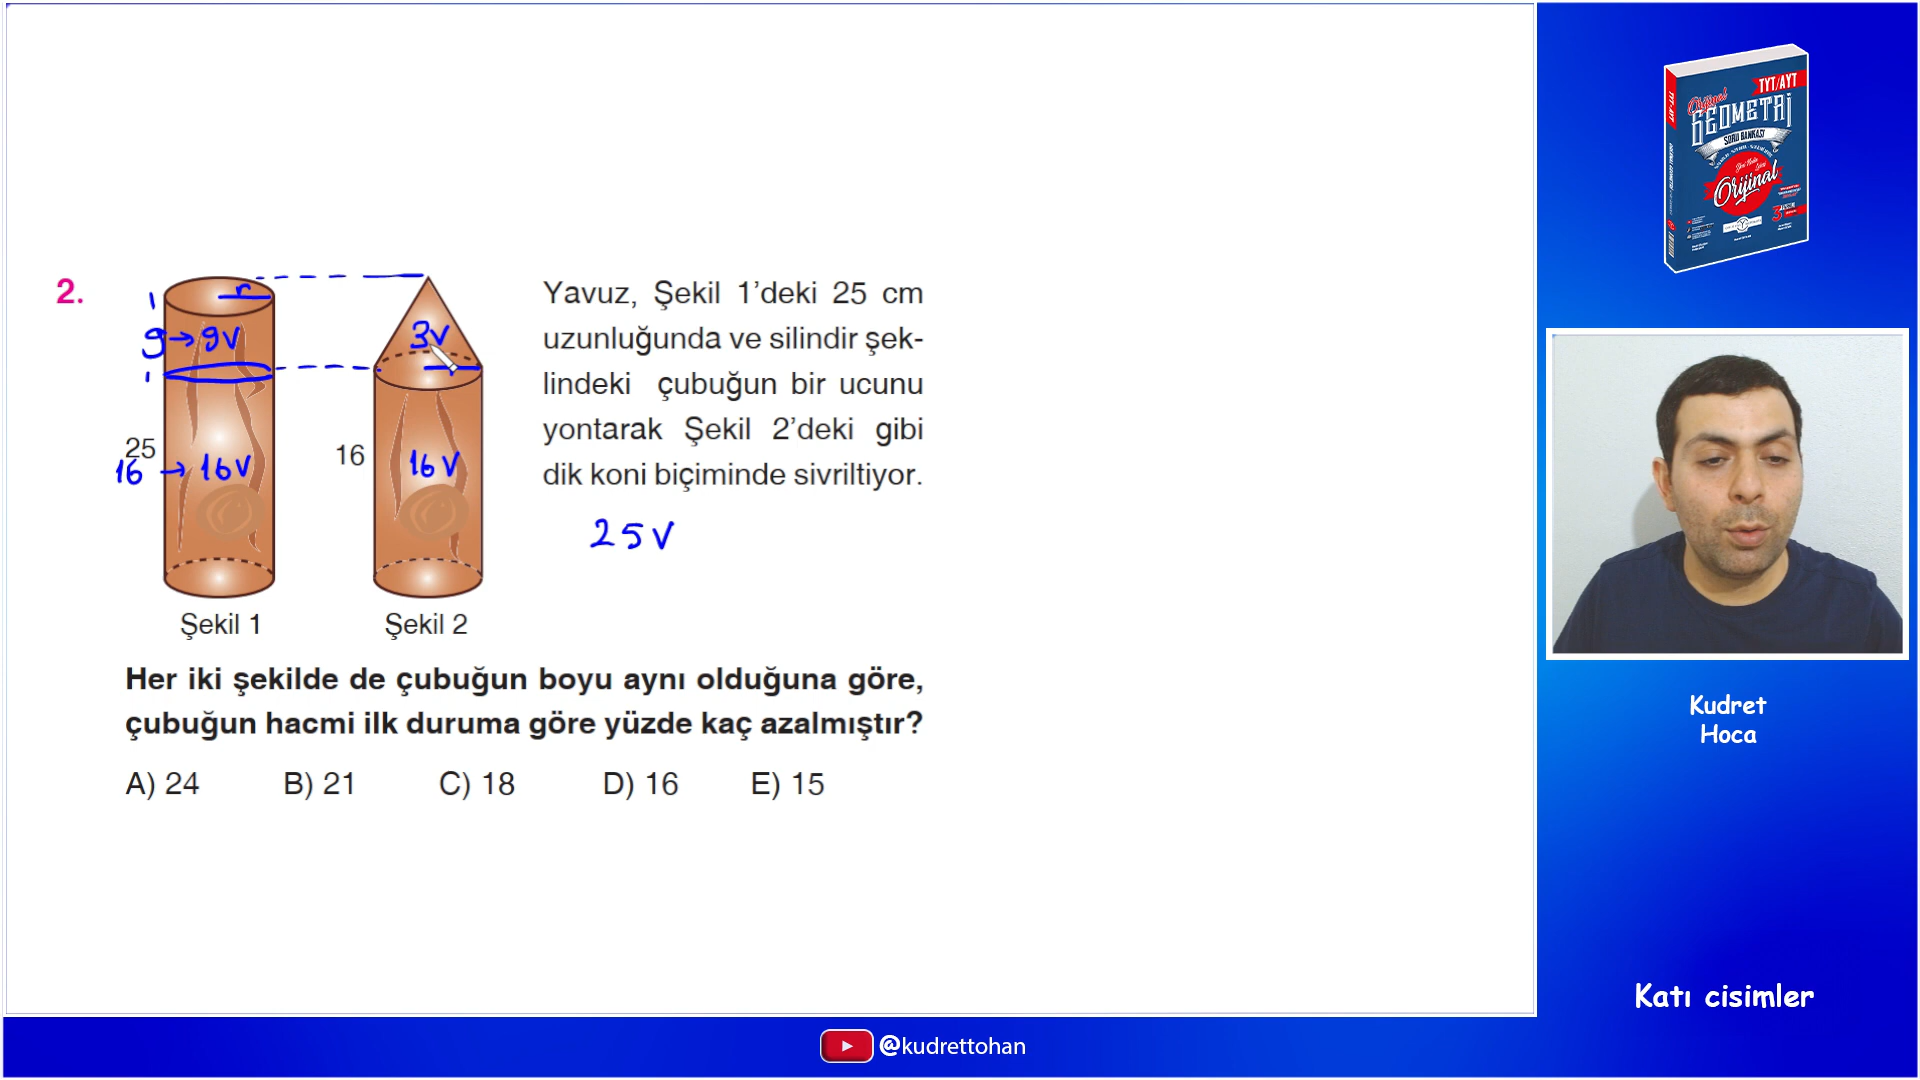 2.
r
9→9V
25
16→16V
Şekil 1
3V
16
16V
Şekil 2
Yavuz, Şekil 1’deki 25 cm
uzunluğunda ve silindir şek-
lindeki çubuğun bir ucunu
yontarak Şekil 2’deki gibi
dik koni biçiminde sivriltiyor.
25V
Her iki şekilde de çubuğun boyu aynı olduğuna göre,
çubuğun hacmi ilk duruma göre yüzde kaç azalmıştır?
A) 24 B) 21 C) 18 D) 16 E) 15
TYT/AYT
Orijinal
GEOMETRİ
SORU BANKASI
Orijinal
Kudret
Hoca
Katı cisimler
@kudrettohan